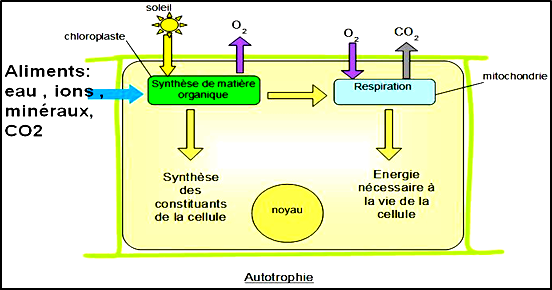 soleil
O2
O2
CO2
chloroplaste
Aliments:
eau , ions ,
minéraux,
CO2
Synthèse de matière
organique
Respiration
mitochondrie
Synthèse
des
constituants
de la cellule
Energie
nécessaire à
la vie de la
cellule
noyau
Autotrophie